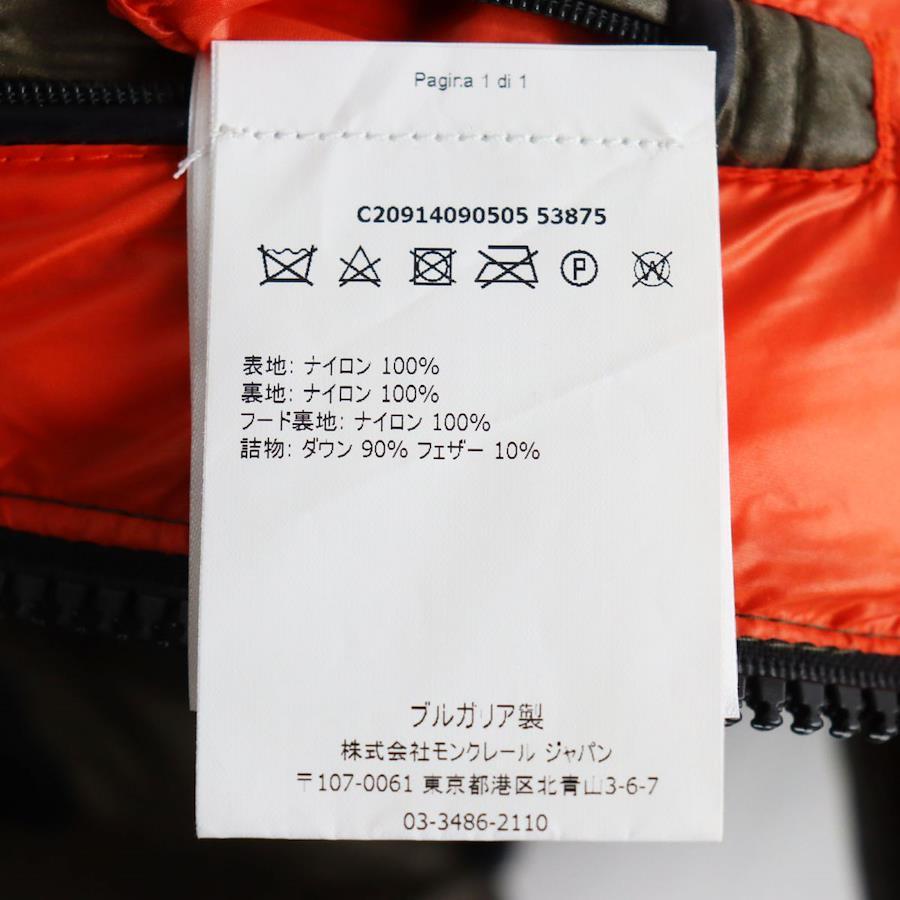 Pagina 1 di 1
C20914090505 53875
P
W
表地: ナイロン 100%
裏地: ナイロン 100%
フード裏地: ナイロン 100%
詰物: ダウン 90% フェザー 10%
ブルガリア製
株式会社モンクレール ジャパン
〒107-0061 東京都港区北青山3-6-7
03-3486-2110